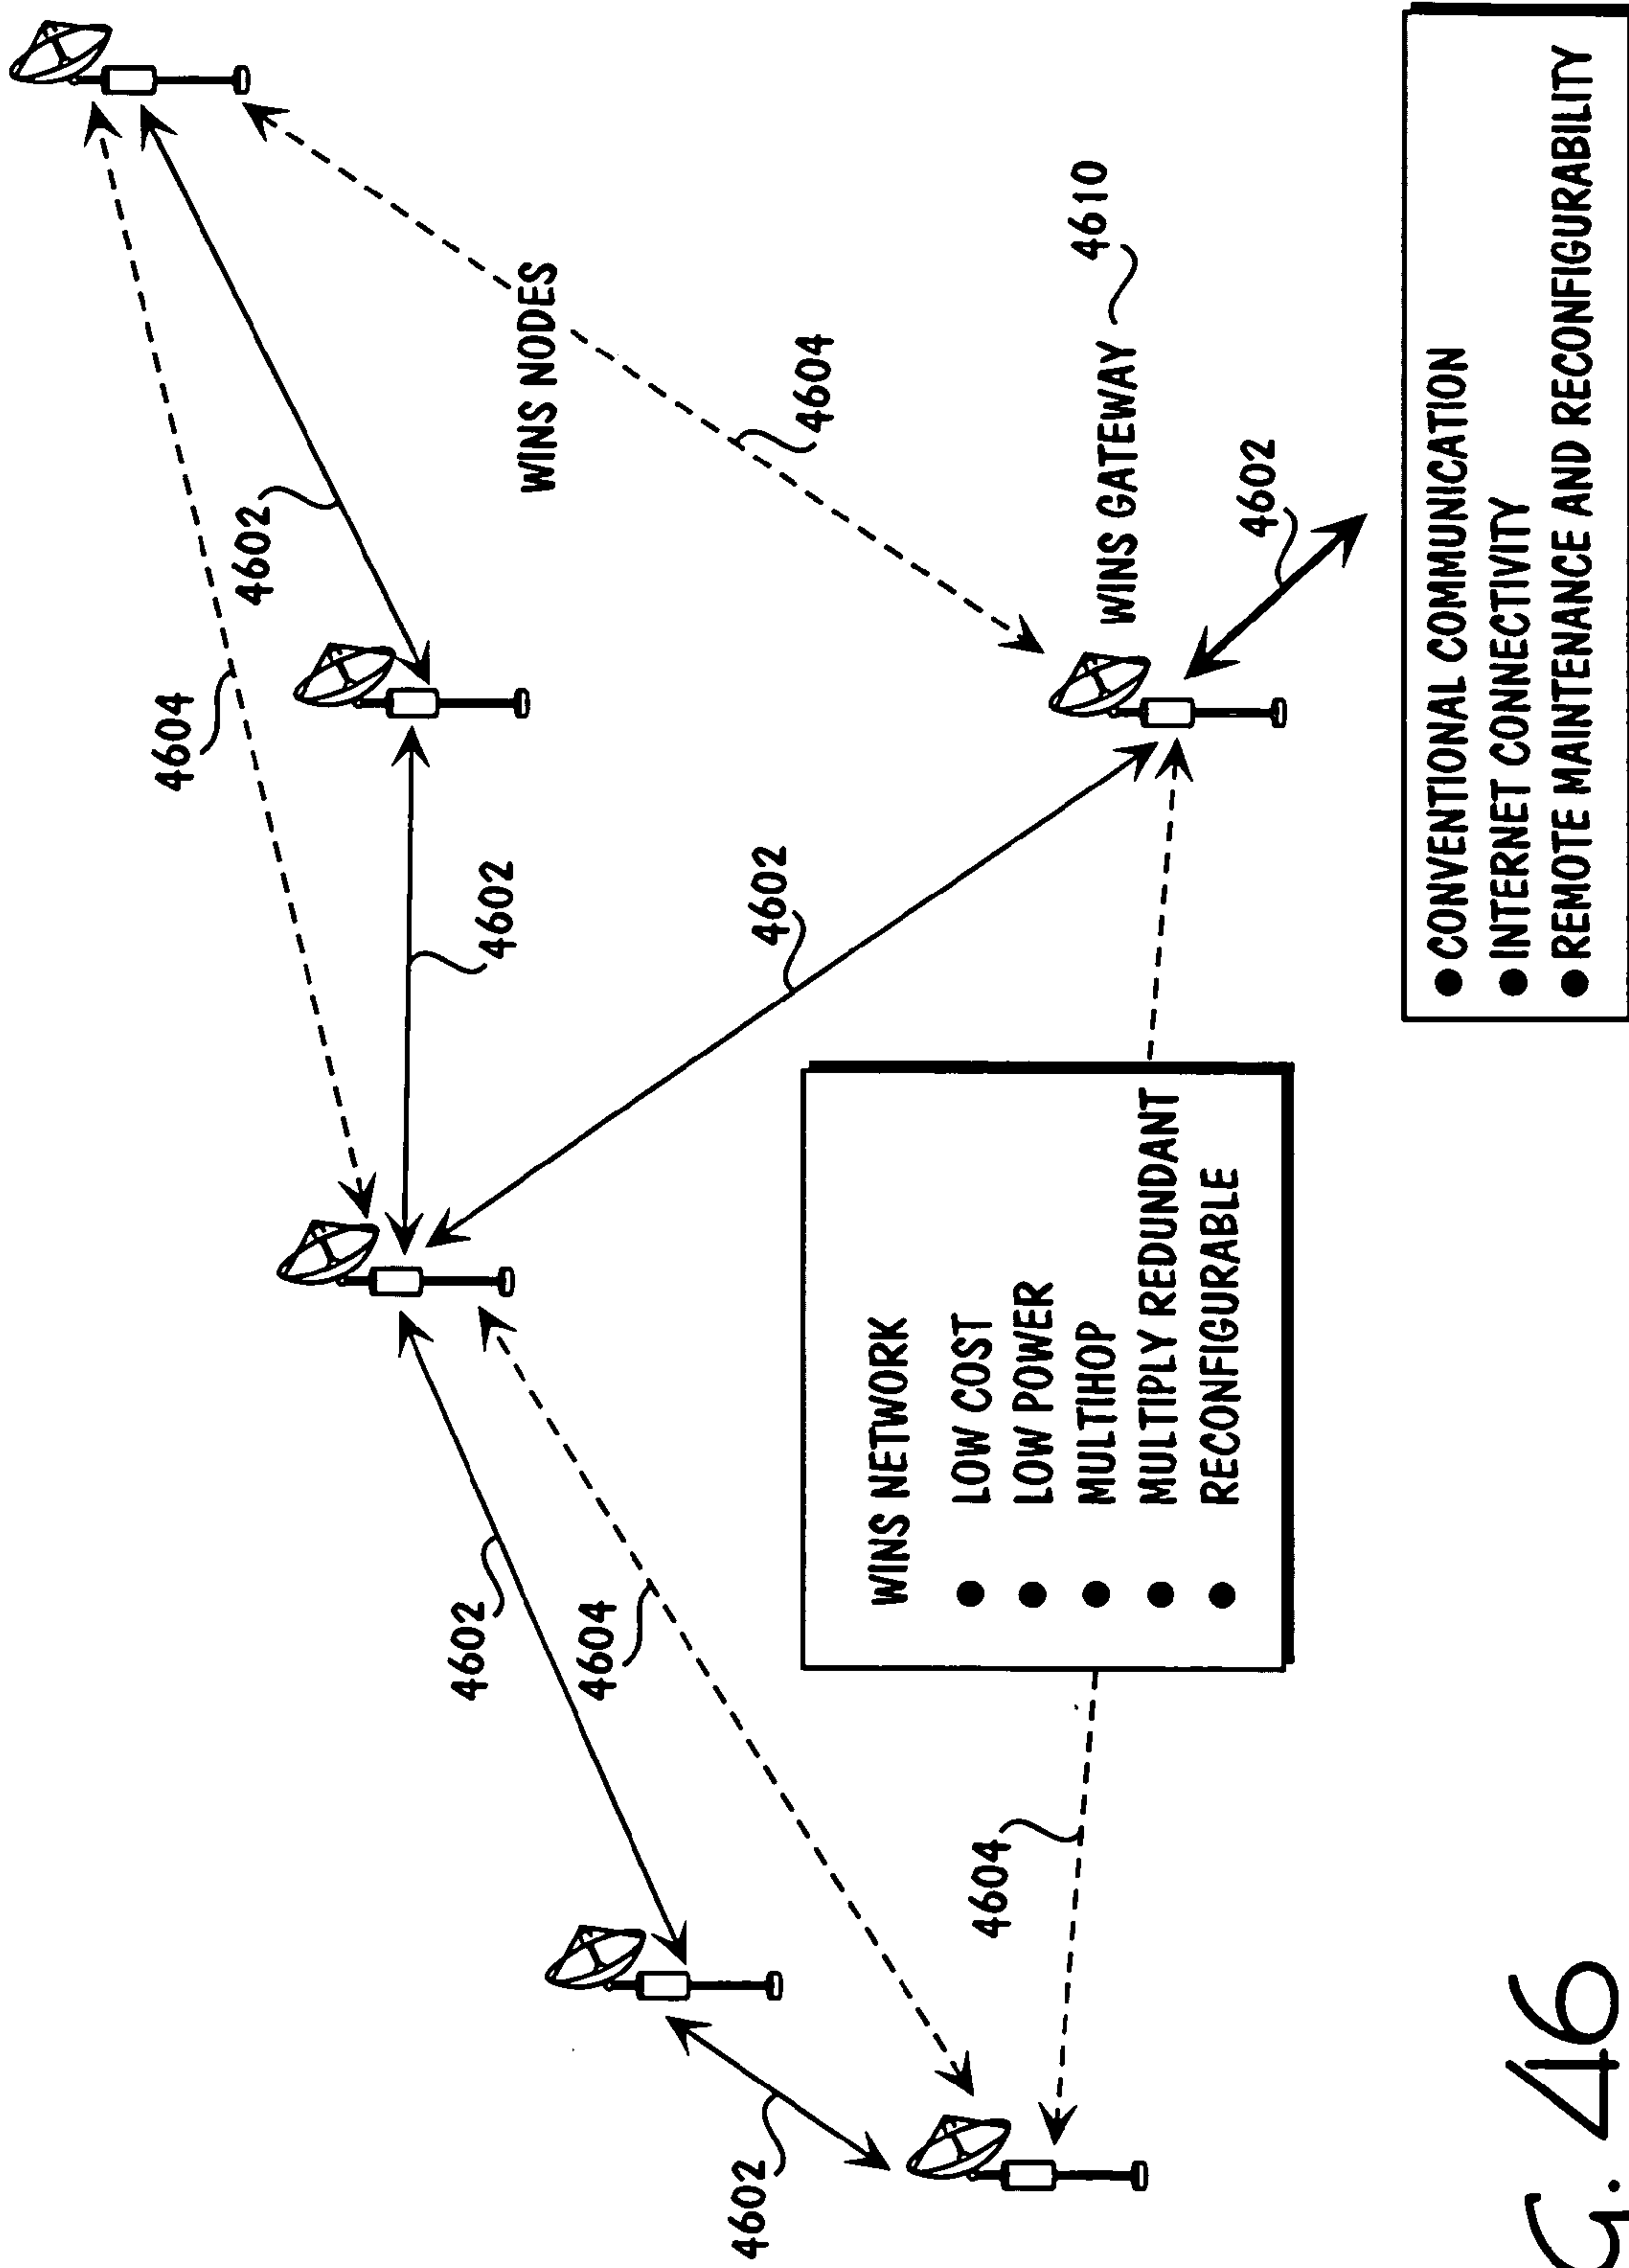 4604
4602
4602
4602
WINS NODES
4604
4602
4602
4604
WINS NETWORK
● LOW COST
● LOW POWER
● MULTIHOP
● MULTIPLY REDUNDANT
● RECONFIGURABLE
4604
WINS GATEWAY 4610
4602
● CONVENTIONAL COMMUNICATION
● INTERNET CONNECTIVITY
● REMOTE MAINTENANCE AND RECONFIGURABILITY
G. 46